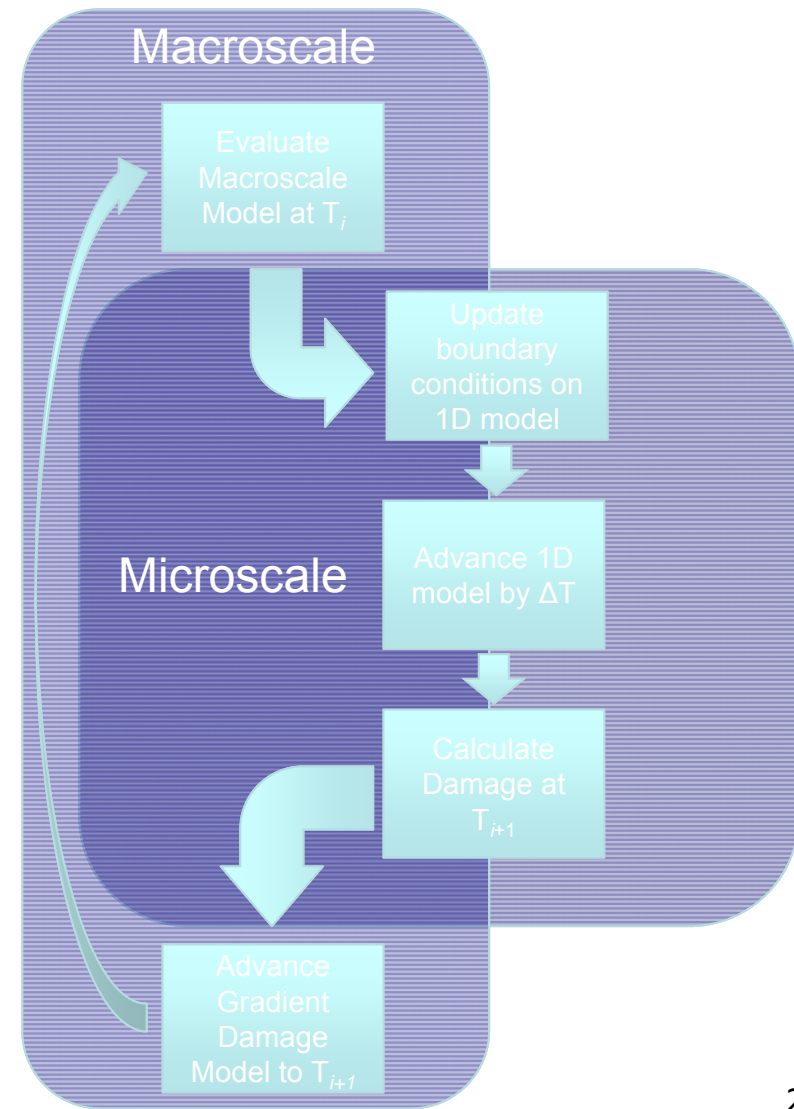 Macroscale
Evaluate
Macroscale
Model at Tᵢ
Update
boundary
conditions on
1D model
Microscale
Advance 1D
model by ΔT
Calculate
Damage at
Tᵢ₊₁
Advance
Gradient
Damage
Model to Tᵢ₊₁